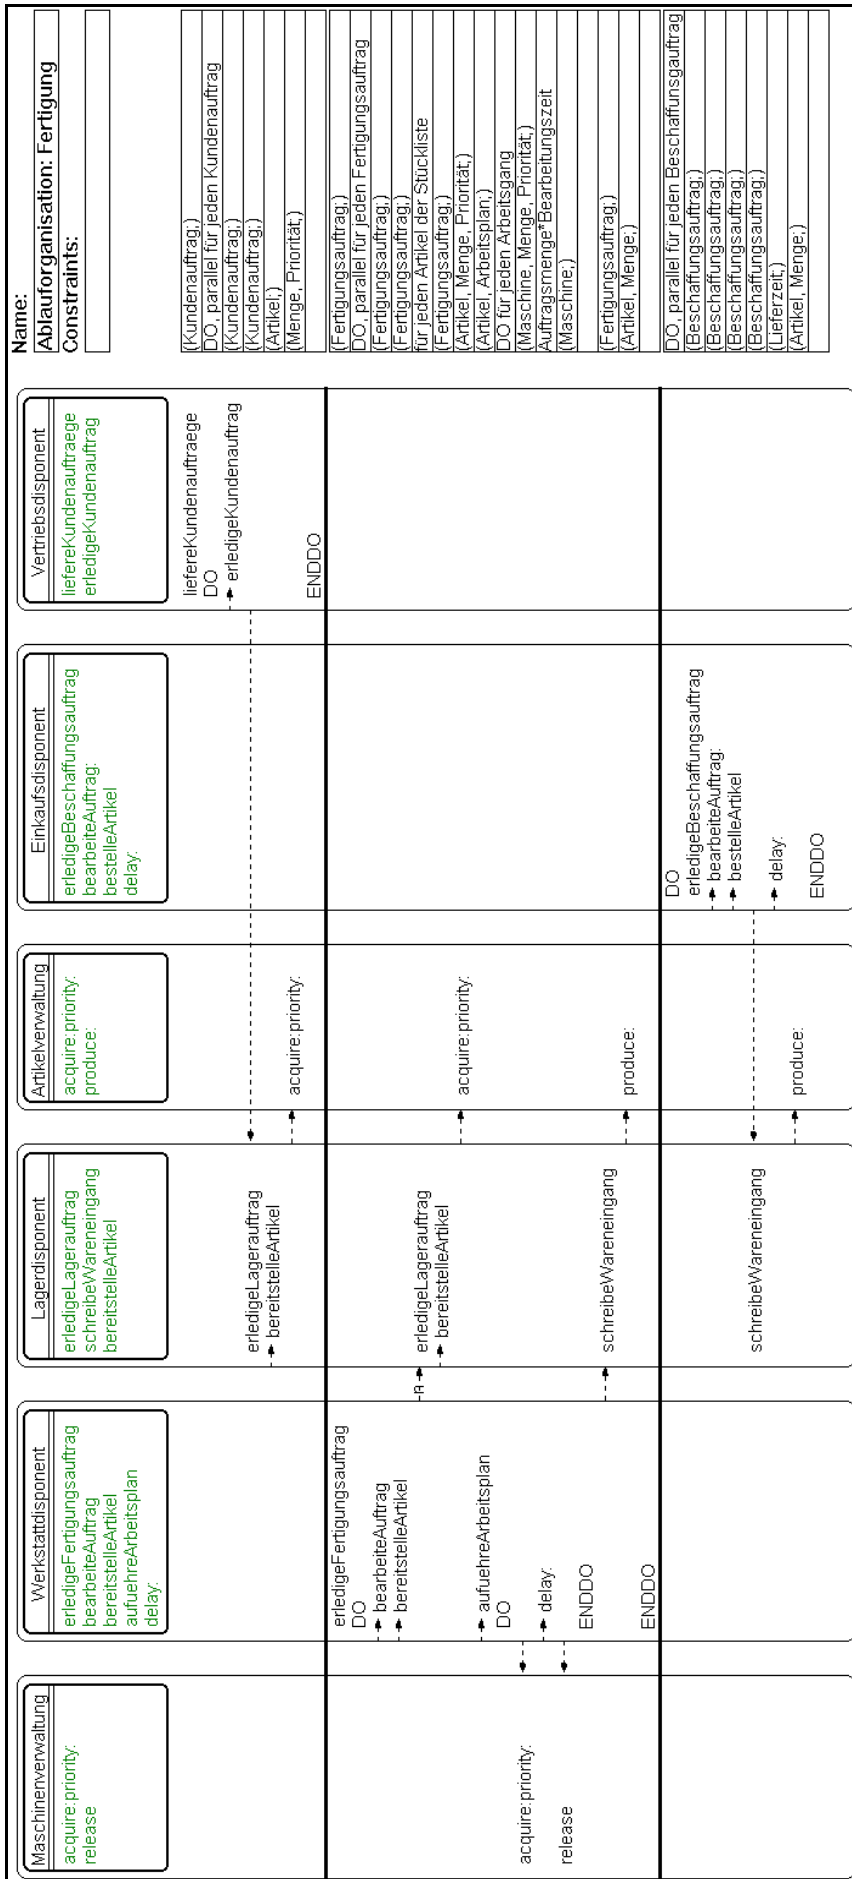 Maschinenverwaltung
acquire:priority:
release
acquire:priority:
release
Werkstattdisponent
erledigeFertigungsauftrag
bearbeiteAuftrag
bereitstelleArtikel
aufuehreArbeitsplan
delay:
erledigeFertigungsauftrag
DO
bearbeiteAuftrag
bereitstelleArtikel
aufuehreArbeitsplan
DO
delay:
ENDDO
ENDDO
Lagerdisponent
erledigeLagerauftrag
schreibeWareneingang
bereitstelleArtikel
erledigeLagerauftrag
bereitstelleArtikel
erledigeLagerauftrag
bereitstelleArtikel
schreibeWareneingang
schreibeWareneingang
Artikelverwaltung
acquire:priority:
produce:
acquire:priority:
acquire:priority:
produce:
produce:
Einkaufsdisponent
erledigeBeschaffungsauftrag
bearbeiteAuftrag:
bestelleArtikel
delay:
DO
erledigeBeschaffungsauftrag
bearbeiteAuftrag:
bestelleArtikel
delay:
ENDDO
Vertriebsdisponent
liefereKundenauftraege
erledigeKundenauftrag
liefereKundenauftraege
DO
erledigeKundenauftrag
ENDDO
Name:
Ablauforganisation: Fertigung
Constraints:
(Kundenauftrag;)
DO, parallel für jeden Kundenauftrag
(Kundenauftrag;)
(Kundenauftrag;)
(Artikel;)
(Menge, Priorität;)
(Fertigungsauftrag;)
DO, parallel für jeden Fertigungsauftrag
(Fertigungsauftrag;)
(Fertigungsauftrag;)
für jeden Artikel der Stückliste
(Fertigungsauftrag;)
(Artikel, Menge, Priorität;)
(Artikel, Arbeitsplan;)
DO für jeden Arbeitsgang
(Maschine, Menge, Priorität;)
Auftragsmenge*Bearbeitungszeit
(Maschine;)
(Fertigungsauftrag;)
(Artikel, Menge;)
DO, parallel für jeden Beschaffunsgauftrag
(Beschaffungsauftrag;)
(Beschaffungsauftrag;)
(Beschaffungsauftrag;)
(Beschaffungsauftrag;)
(Lieferzeit;)
(Artikel, Menge;)